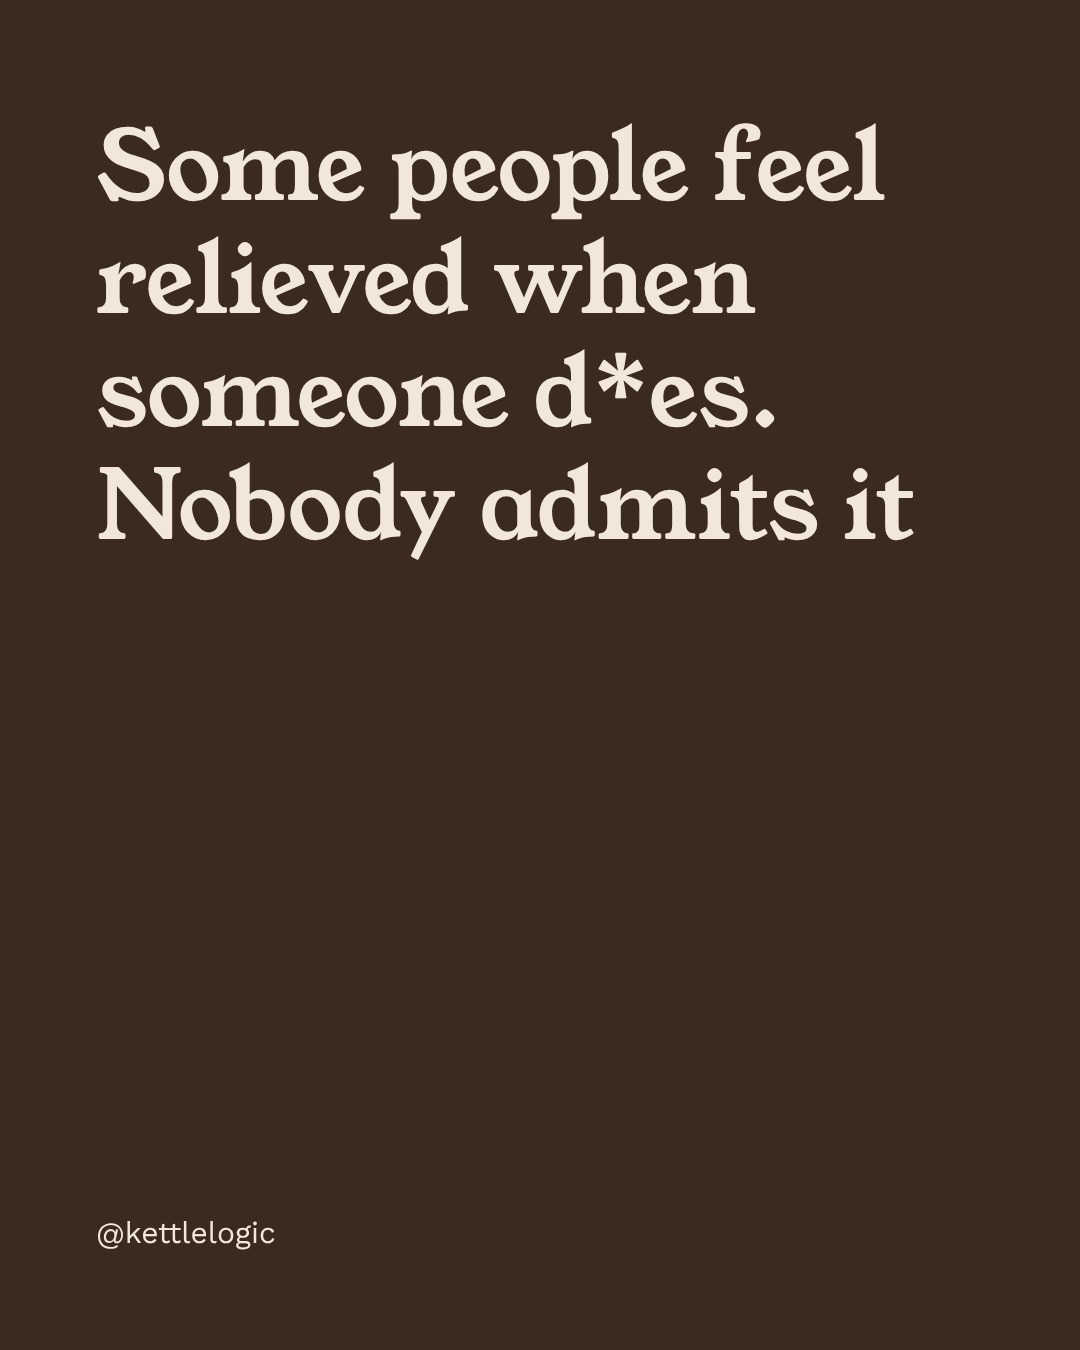 Some people feel
relieved when
someone d*es.
Nobody admits it
@kettlelogic